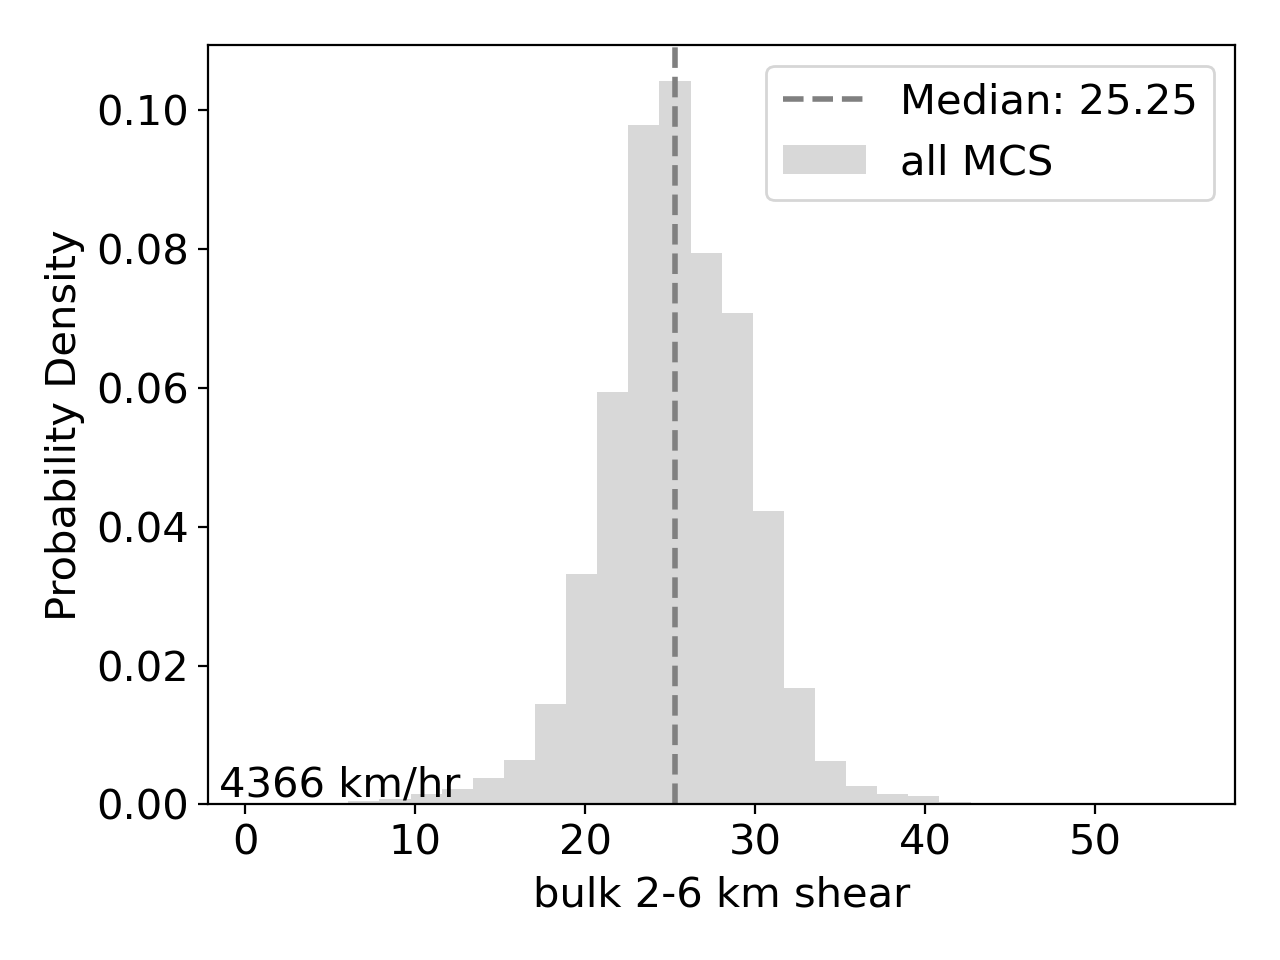 Median: 25.25
all MCS
Probability Density
0.10
0.08
0.06
0.04
0.02
0.00
4366 km/hr
0 10 20 30 40 50
bulk 2-6 km shear